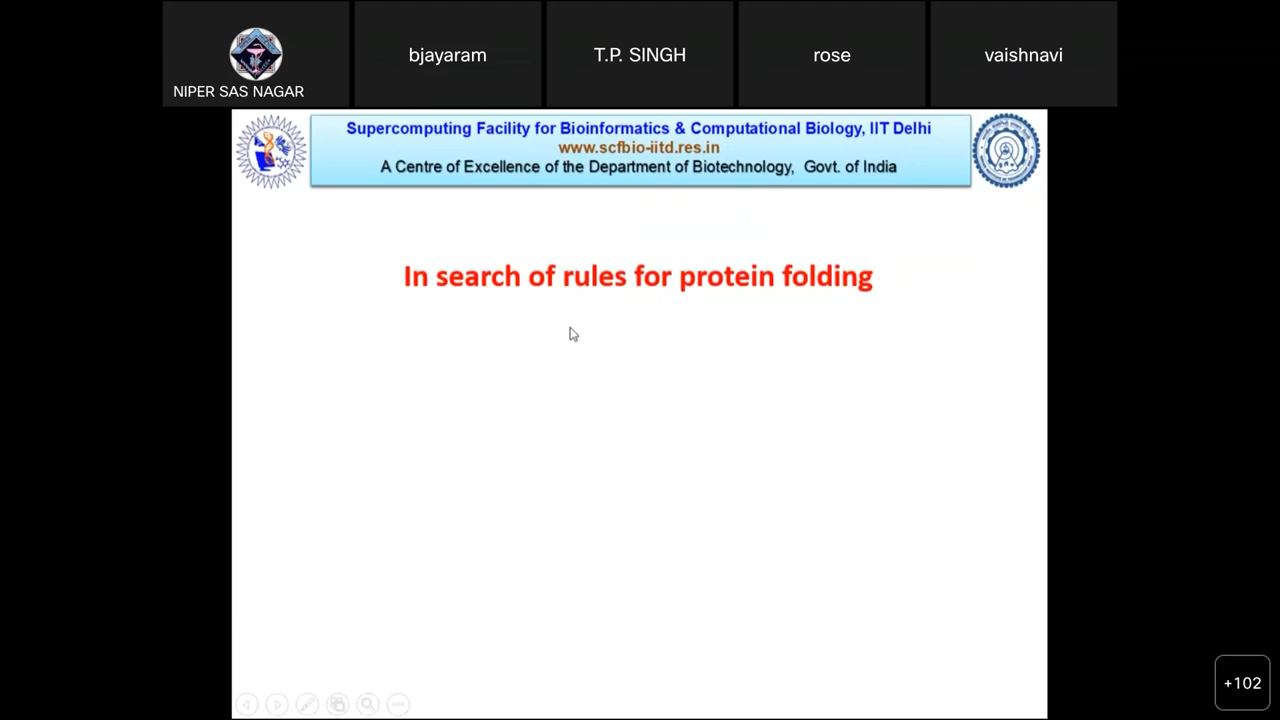 NIPER SAS NAGAR
bjayaram
T.P. SINGH
rose
vaishnavi
Supercomputing Facility for Bioinformatics & Computational Biology, IIT Delhi
www.scfbio-iitd.res.in
A Centre of Excellence of the Department of Biotechnology, Govt. of India
In search of rules for protein folding
+102